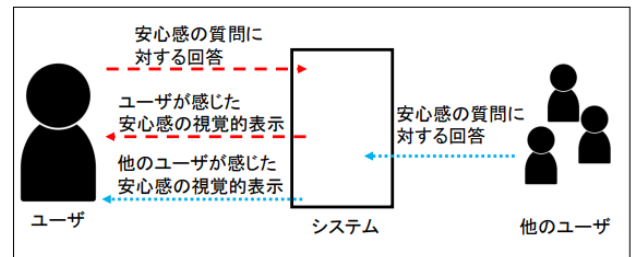 安心感の質問に
対する回答
ユーザが感じた
安心感の視覚的表示
他のユーザが感じた
安心感の視覚的表示
安心感の質問に
対する回答
ユーザ
システム
他のユーザ